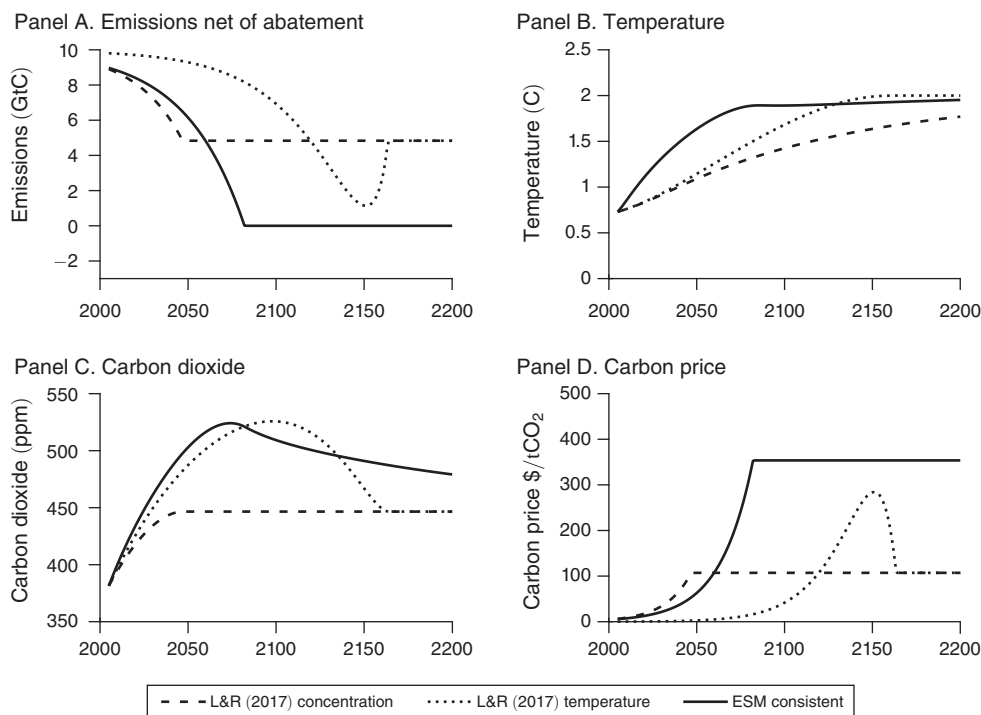 Panel A. Emissions net of abatement
Emissions (GtC)
10
8
6
4
2
0
−2
2000 2050 2100 2150 2200
Panel B. Temperature
Temperature (C)
2.5
2
1.5
1
0.5
0
2000 2050 2100 2150 2200
Panel C. Carbon dioxide
Carbon dioxide (ppm)
550
500
450
400
350
2000 2050 2100 2150 2200
Panel D. Carbon price
Carbon price $/tCO₂
500
400
300
200
100
0
2000 2050 2100 2150 2200
L&R (2017) concentration L&R (2017) temperature ESM consistent